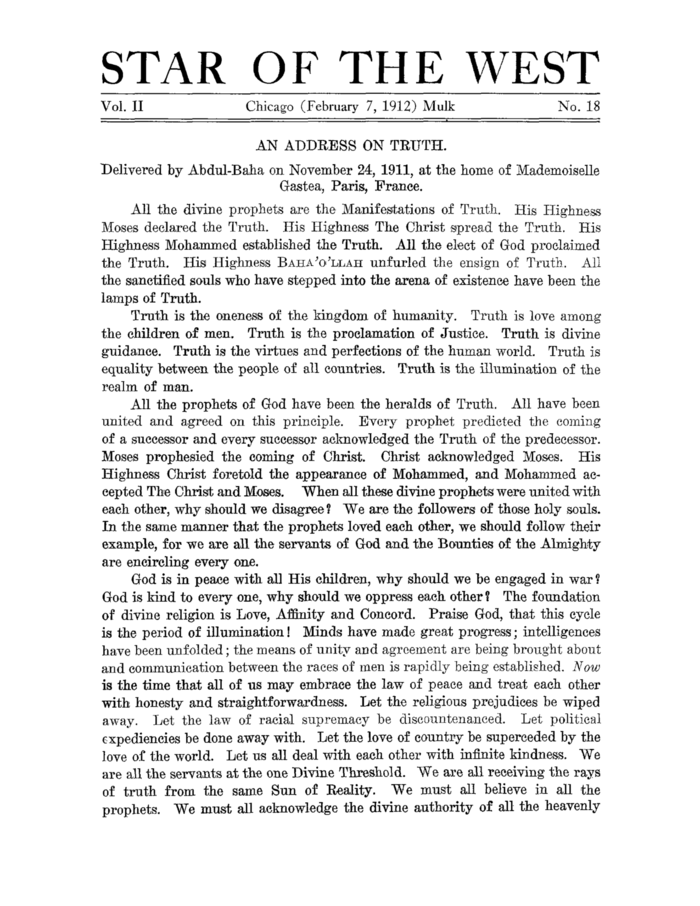 STAR OF THE WEST
Vol. II Chicago (February 7, 1912) Mulk No. 18
AN ADDRESS ON TRUTH.
Delivered by Abdul-Baha on November 24, 1911, at the home of Mademoiselle
Gastea, Paris, France.
All the divine prophets are the Manifestations of Truth. His Highness
Moses declared the Truth. His Highness The Christ spread the Truth. His
Highness Mohammed established the Truth. All the elect of God proclaimed
the Truth. His Highness BAHA'O'LLAH unfurled the ensign of Truth. All
the sanctified souls who have stepped into the arena of existence have been the
lamps of Truth.
Truth is the oneness of the kingdom of humanity. Truth is love among
the children of men. Truth is the proclamation of Justice. Truth is divine
guidance. Truth is the virtues and perfections of the human world. Truth is
equality between the people of all countries. Truth is the illumination of the
realm of man.
All the prophets of God have been the heralds of Truth. All have been
united and agreed on this principle. Every prophet predicted the coming
of a successor and every successor acknowledged the Truth of the predecessor.
Moses prophesied the coming of Christ. Christ acknowledged Moses. His
Highness Christ foretold the appearance of Mohammed, and Mohammed ac-
cepted The Christ and Moses. When all these divine prophets were united with
each other, why should we disagree? We are the followers of those holy souls.
In the same manner that the prophets loved each other, we should follow their
example, for we are all the servants of God and the Bounties of the Almighty
are encircling every one.
God is in peace with all His children, why should we be engaged in war?
God is kind to every one, why should we oppress each other? The foundation
of divine religion is Love, Affinity and Concord. Praise God, that this cycle
is the period of illumination! Minds have made great progress; intelligences
have been unfolded; the means of unity and agreement are being brought about
and communication between the races of men is rapidly being established. Now
is the time that all of us may embrace the law of peace and treat each other
with honesty and straightforwardness. Let the religious prejudices be wiped
away. Let the law of racial supremacy be discountenanced. Let political
expediencies be done away with. Let the love of country be superceded by the
love of the world. Let us all deal with each other with infinite kindness. We
are all the servants at the one Divine Threshold. We are all receiving the rays
of truth from the same Sun of Reality. We must all believe in all the
prophets. We must all acknowledge the divine authority of all the heavenly